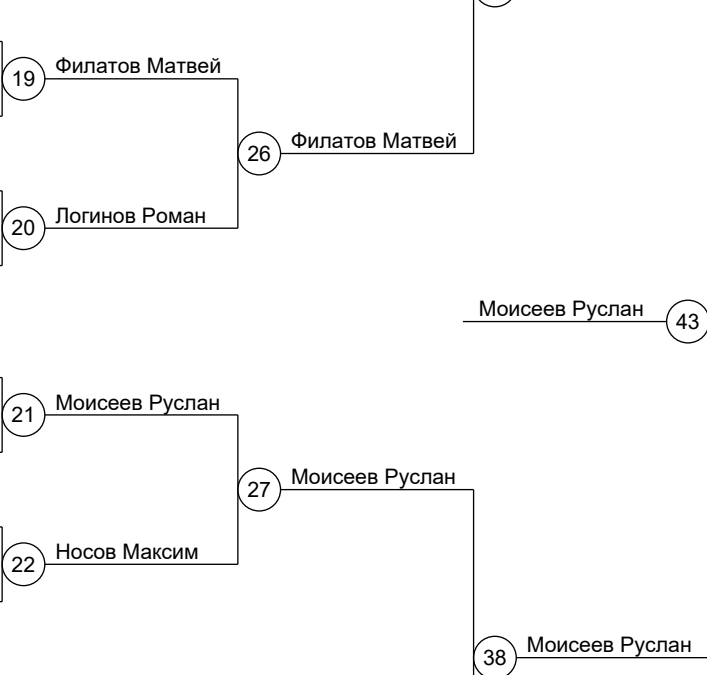 19 Филатов Матвей
26 Филатов Матвей
20 Логинов Роман
Моисеев Руслан 43
21 Моисеев Руслан
27 Моисеев Руслан
22 Носов Максим
38 Моисеев Руслан